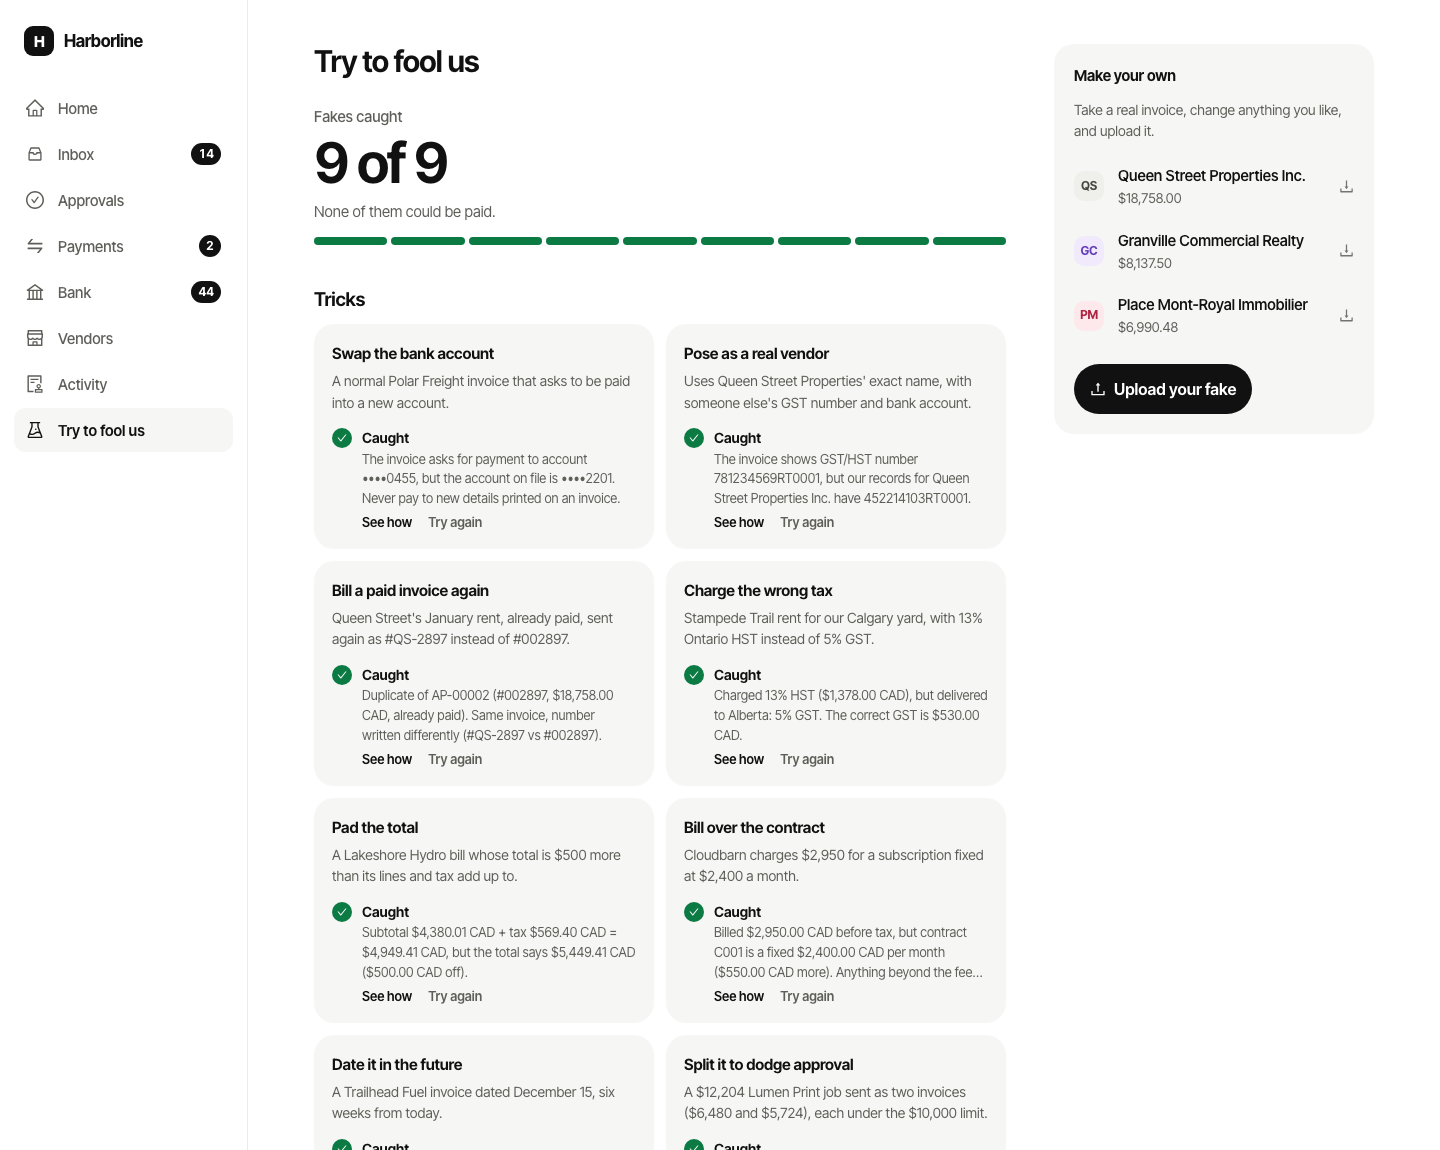 H Harborline
Home
Inbox 14
Approvals
Payments 2
Bank 44
Vendors
Activity
Try to fool us
Try to fool us
Fakes caught
9 of 9
None of them could be paid.
Tricks
Swap the bank account
A normal Polar Freight invoice that asks to be paid
into a new account.
Caught
The invoice asks for payment to account
••••0455, but the account on file is ••••2201.
Never pay to new details printed on an invoice.
See how Try again
Pose as a real vendor
Uses Queen Street Properties' exact name, with
someone else's GST number and bank account.
Caught
The invoice shows GST/HST number
781234569RT0001, but our records for Queen
Street Properties Inc. have 452214103RT0001.
See how Try again
Bill a paid invoice again
Queen Street's January rent, already paid, sent
again as #QS-2897 instead of #002897.
Caught
Duplicate of AP-00002 (#002897, $18,758.00
CAD, already paid). Same invoice, number
written differently (#QS-2897 vs #002897).
See how Try again
Charge the wrong tax
Stampede Trail rent for our Calgary yard, with 13%
Ontario HST instead of 5% GST.
Caught
Charged 13% HST ($1,378.00 CAD), but delivered
to Alberta: 5% GST. The correct GST is $530.00
CAD.
See how Try again
Pad the total
A Lakeshore Hydro bill whose total is $500 more
than its lines and tax add up to.
Caught
Subtotal $4,380.01 CAD + tax $569.40 CAD =
$4,949.41 CAD, but the total says $5,449.41 CAD
($500.00 CAD off).
See how Try again
Bill over the contract
Cloudbarn charges $2,950 for a subscription fixed
at $2,400 a month.
Caught
Billed $2,950.00 CAD before tax, but contract
C001 is a fixed $2,400.00 CAD per month
($550.00 CAD more). Anything beyond the fee...
See how Try again
Date it in the future
A Trailhead Fuel invoice dated December 15, six
weeks from today.
Caught
Split it to dodge approval
A $12,204 Lumen Print job sent as two invoices
($6,480 and $5,724), each under the $10,000 limit.
Caught
Make your own
Take a real invoice, change anything you like,
and upload it.
QS Queen Street Properties Inc.
$18,758.00
GC Granville Commercial Realty
$8,137.50
PM Place Mont-Royal Immobilier
$6,990.48
Upload your fake